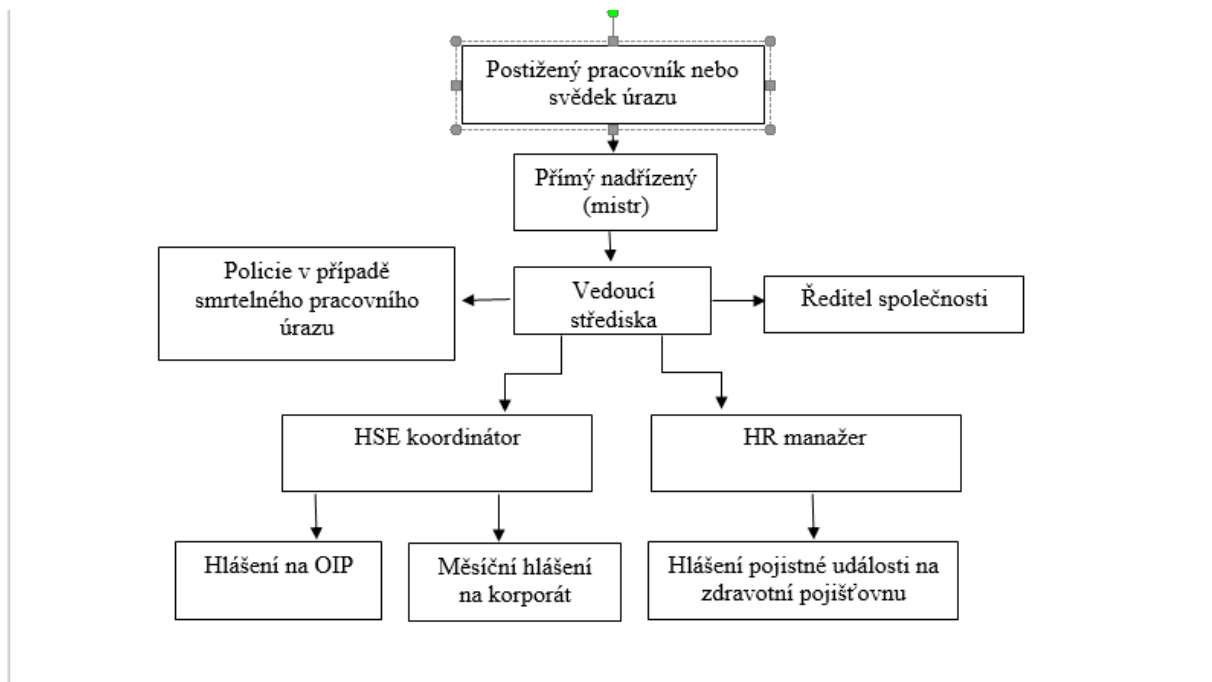 Postižený pracovník nebo
svědek úrazu
Přímý nadřízený
(mistr)
Policie v případě
smrtelného pracovního
úrazu
Vedoucí
střediska
Ředitel společnosti
HSE koordinátor
HR manažer
Hlášení na OIP
Měsíční hlášení
na korporát
Hlášení pojistné události na
zdravotní pojišťovnu